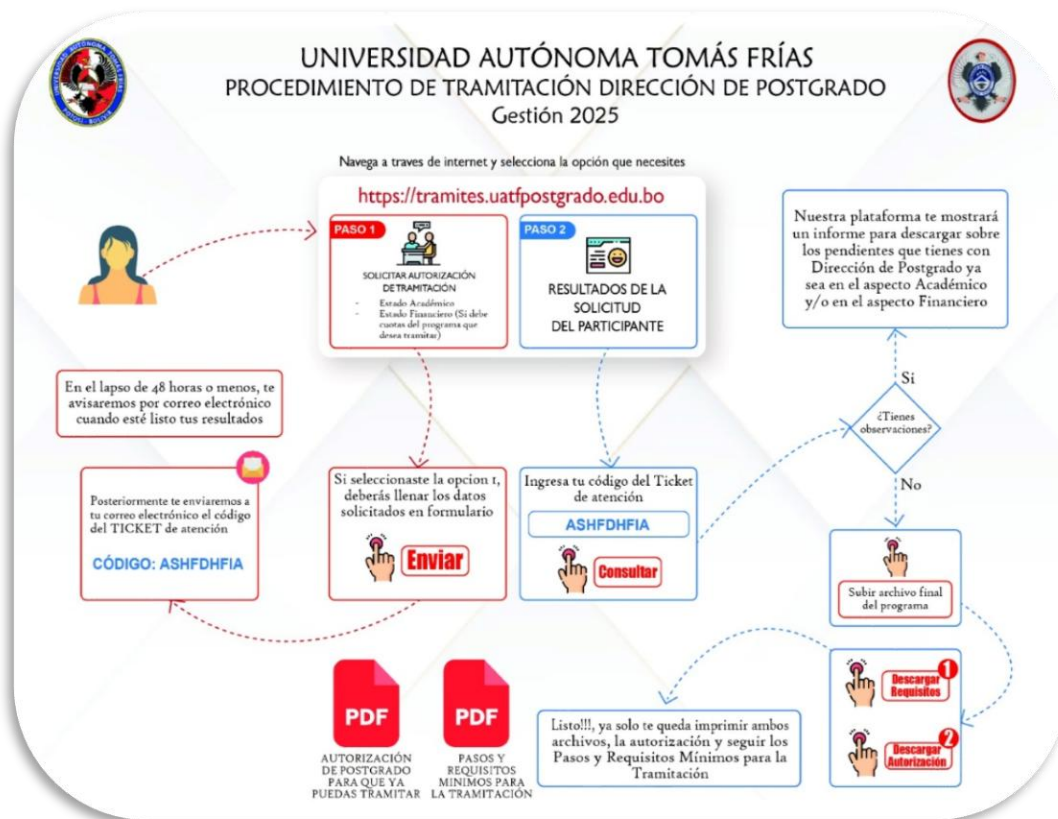 UNIVERSIDAD AUTÓNOMA TOMÁS FRÍAS
PROCEDIMIENTO DE TRAMITACIÓN DIRECCIÓN DE POSTGRADO
Gestión 2025
Navega a traves de internet y selecciona la opción que necesites
https://tramites.uatfpostgrado.edu.bo
PASO 1
SOLICITAR AUTORIZACIÓN
DE TRAMITACIÓN
- Estado Académico
- Estado Financiero (Si debe
cuotas del programa que
desea tramitar)
PASO 2
RESULTADOS DE LA
SOLICITUD
DEL PARTICIPANTE
Nuestra plataforma te mostrará
un informe para descargar sobre
los pendientes que tienes con
Dirección de Postgrado ya
sea en el aspecto Académico
y/o en el aspecto Financiero
En el lapso de 48 horas o menos, te
avisaremos por correo electrónico
cuando esté listo tus resultados
Posteriormente te enviaremos a
tu correo electrónico el código
del TICKET de atención
CÓDIGO: ASHFDHFIA
Si seleccionaste la opcion 1,
deberás llenar los datos
solicitados en formulario
Enviar
Ingresa tu código del Ticket
de atención
ASHFDHFIA
Consultar
Si
¿Tienes
observaciones?
No
Subir archivo final
del programa
1
Descargar
Requisitos
2
Descargar
Autorización
Listo!!!, ya solo te queda imprimir ambos
archivos, la autorización y seguir los
Pasos y Requisitos Mínimos para la
Tramitación
PDF
AUTORIZACIÓN
DE POSTGRADO
PARA QUE YA
PUEDAS TRAMITAR
PDF
PASOS Y
REQUISITOS
MINIMOS PARA
LA TRAMITACIÓN